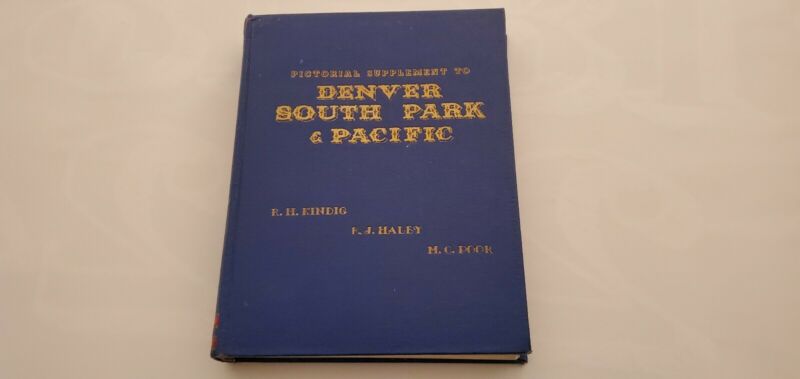 PICTORIAL SUPPLEMENT TO
DENVER
SOUTH PARK
& PACIFIC
R. H. KINDIG
F. J. HALEY
M. C. POOR